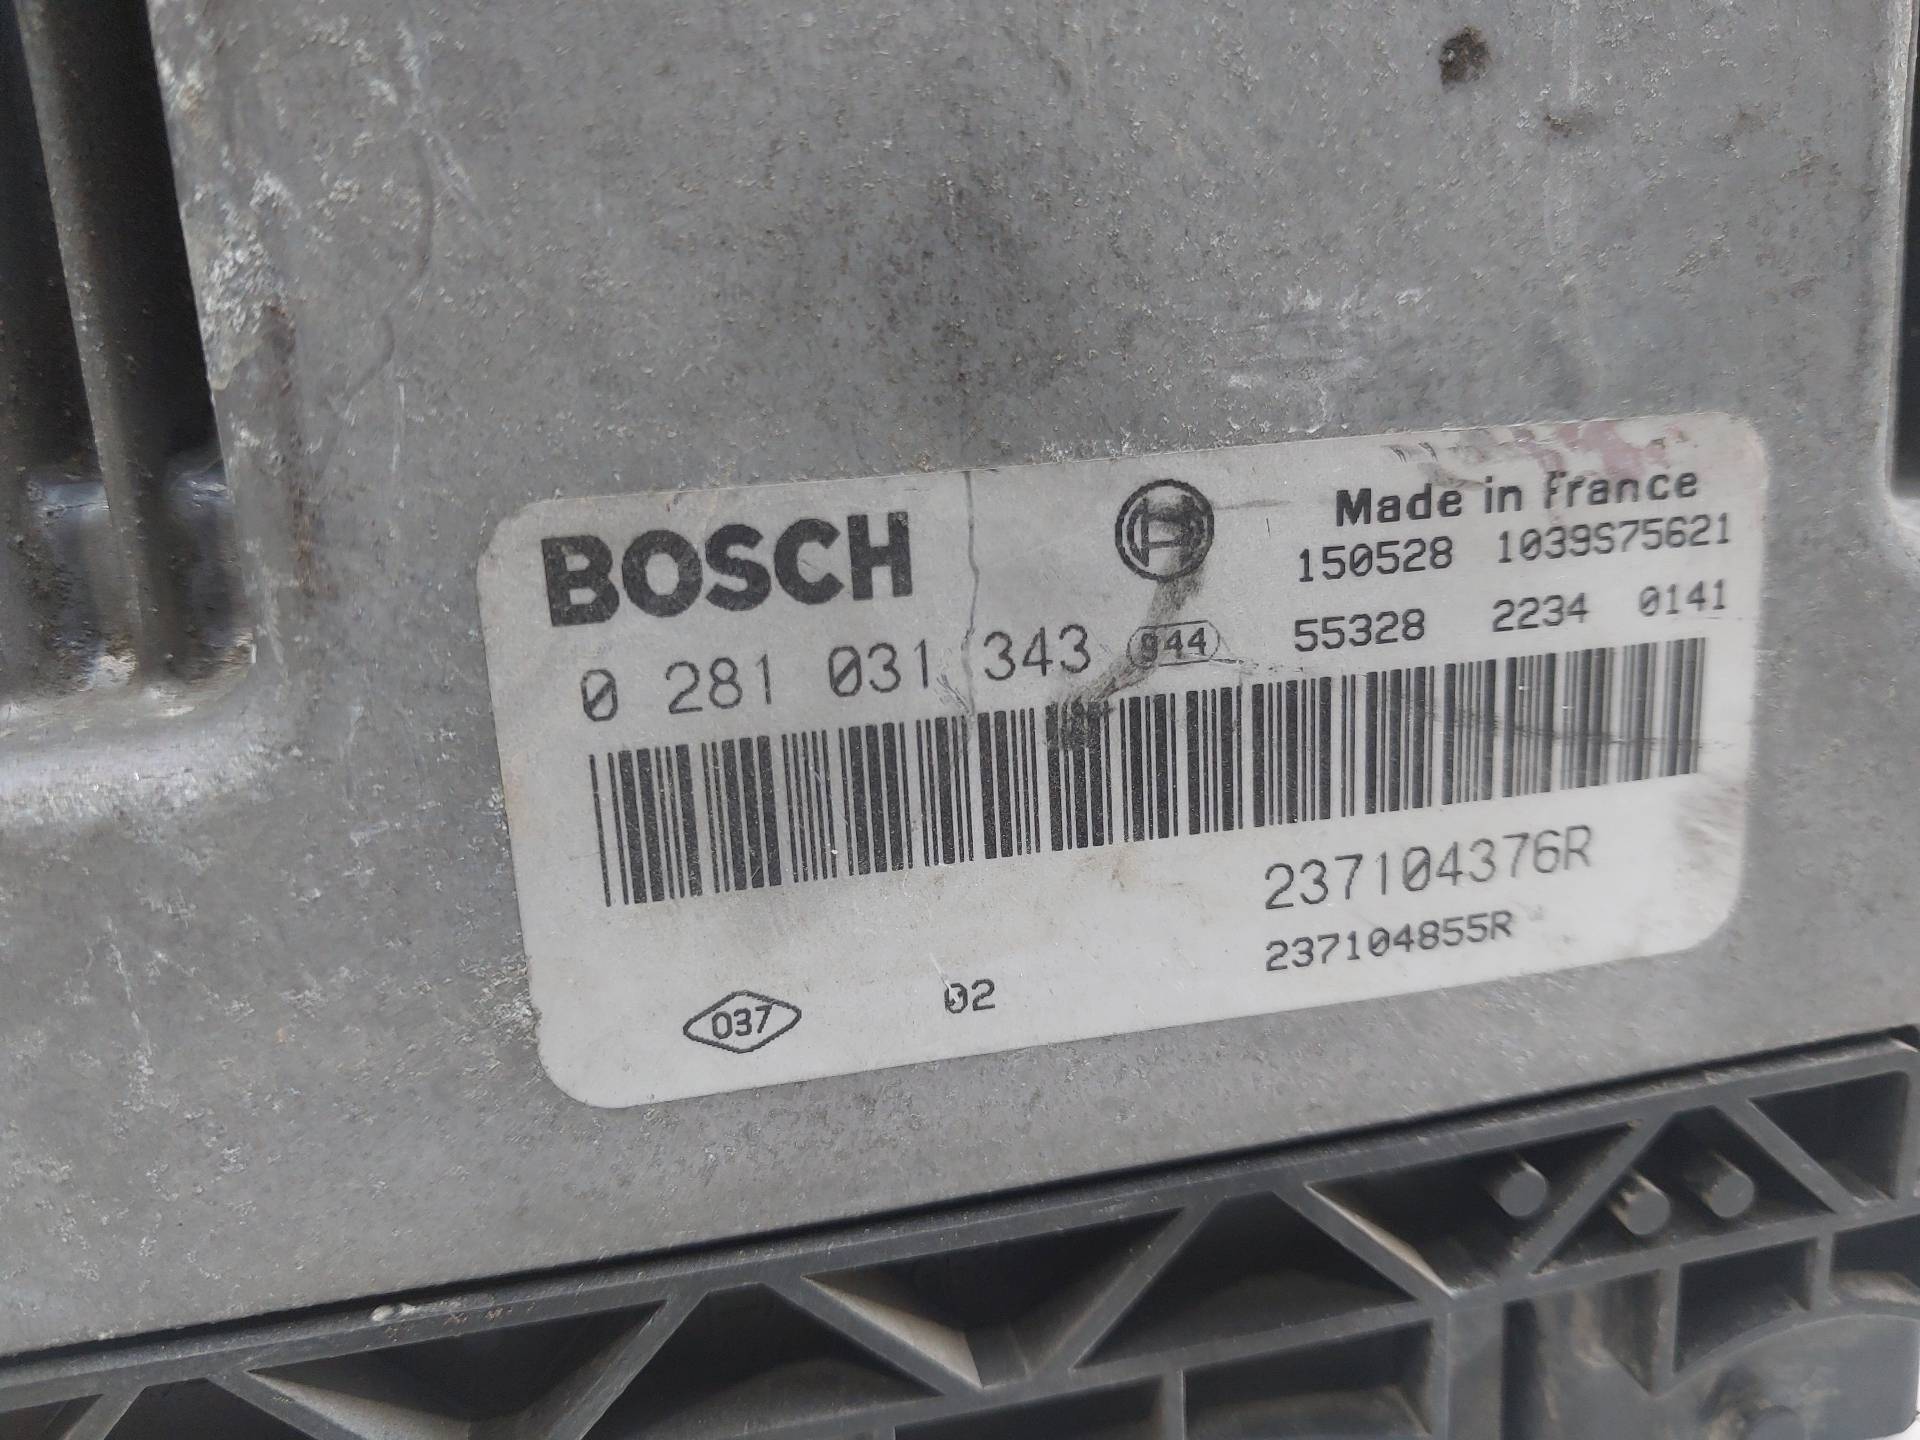 BOSCH
Made in France
150528 1039S75621
0 281 031 343 944 55328 2234 0141
237104376R
237104855R
037 02